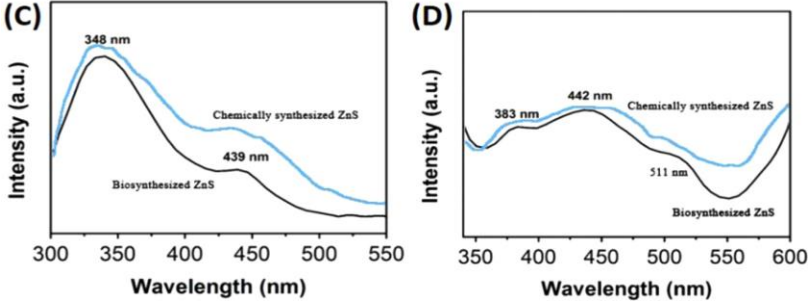 (C)
348 nm
Chemically synthesized ZnS
439 nm
Biosynthesized ZnS
Intensity (a.u.)
300 350 400 450 500 550
Wavelength (nm)
(D)
442 nm
383 nm
Chemically synthesized ZnS
511 nm
Biosynthesized ZnS
Intensity (a.u.)
350 400 450 500 550 600
Wavelength (nm)